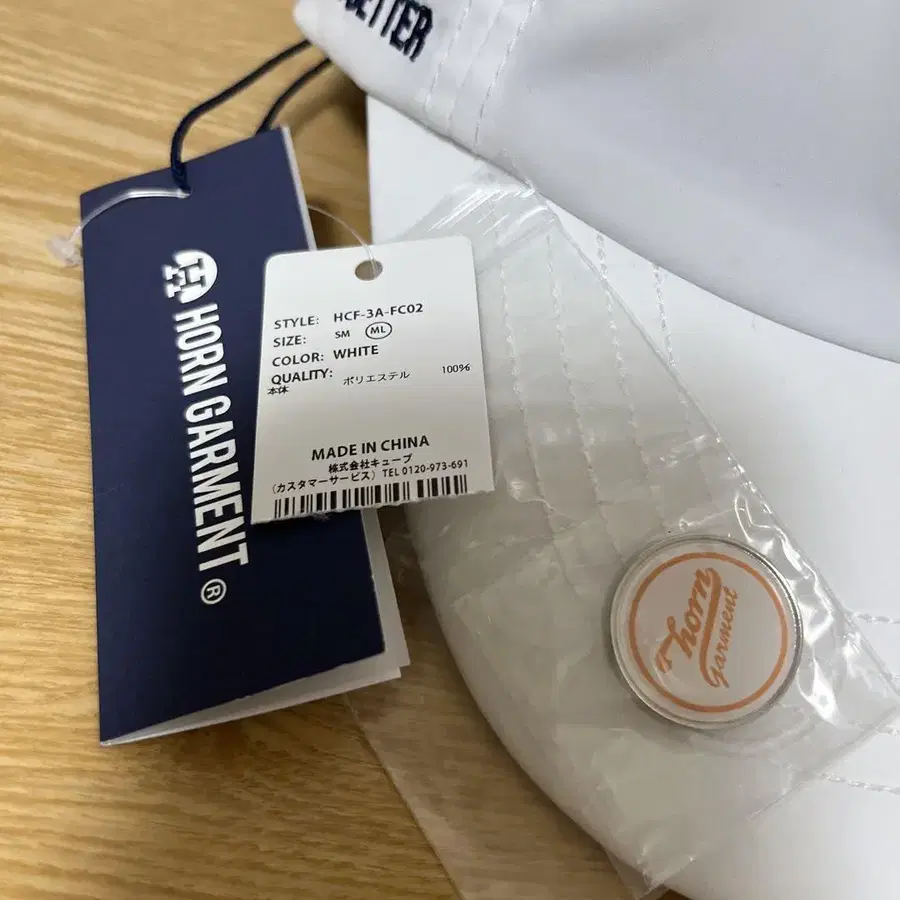 ETTER
HORN GARMENT®
STYLE: HCF-3A-FC02
SIZE: SM ML
COLOR: WHITE
QUALITY:
本体 ポリエステル 100%
MADE IN CHINA
株式会社キューブ
(カスタマーサービス) TEL 0120-973-691
horn
garment